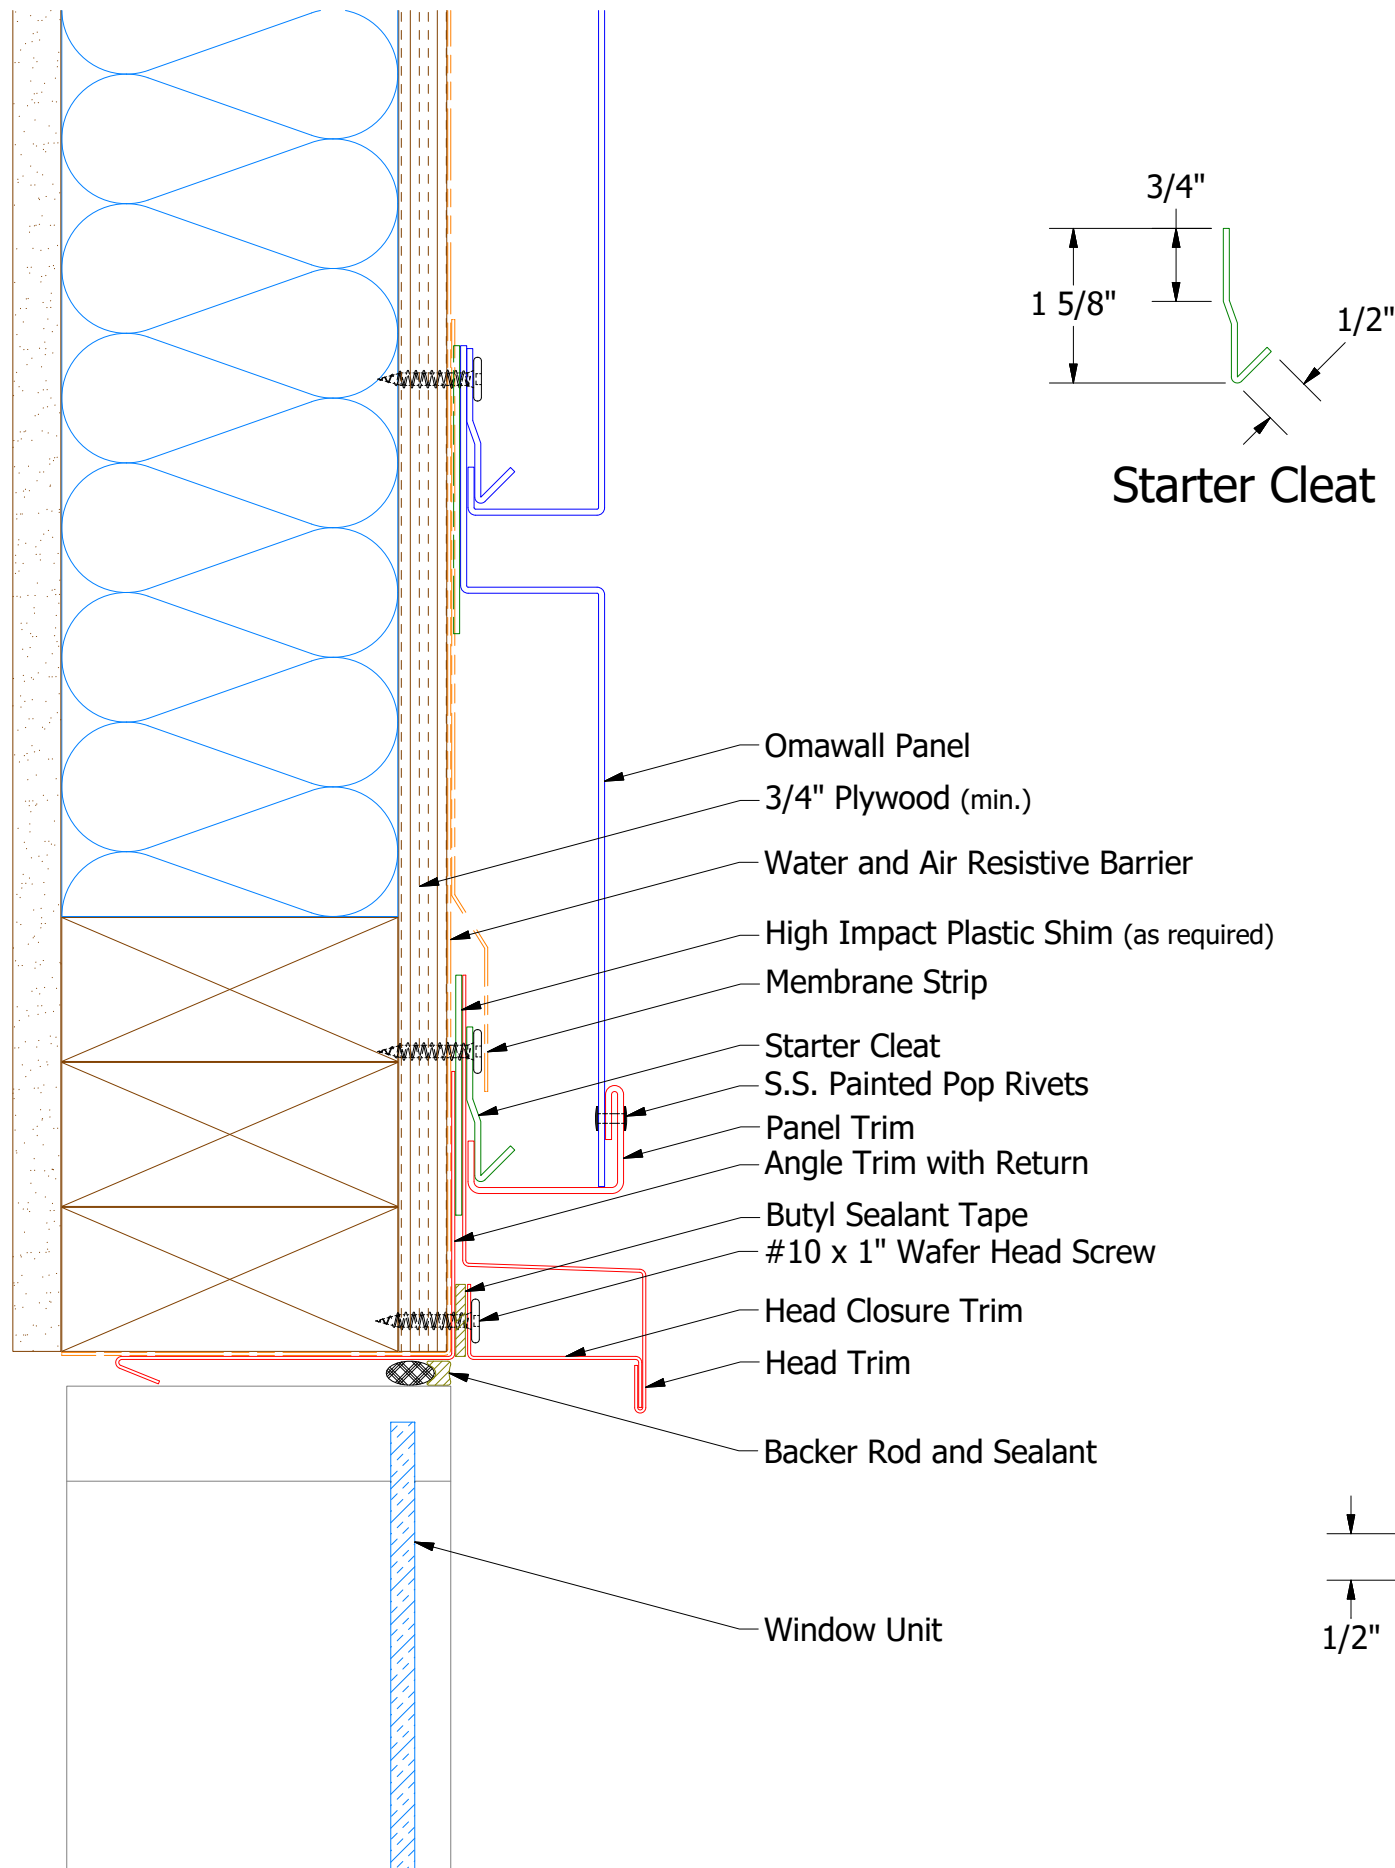 3/4"
1 5/8"
1/2"
Starter Cleat
Omawall Panel
3/4" Plywood (min.)
Water and Air Resistive Barrier
High Impact Plastic Shim (as required)
Membrane Strip
Starter Cleat
S.S. Painted Pop Rivets
Panel Trim
Angle Trim with Return
Butyl Sealant Tape
#10 x 1" Wafer Head Screw
Head Closure Trim
Head Trim
Backer Rod and Sealant
Window Unit
1/2"